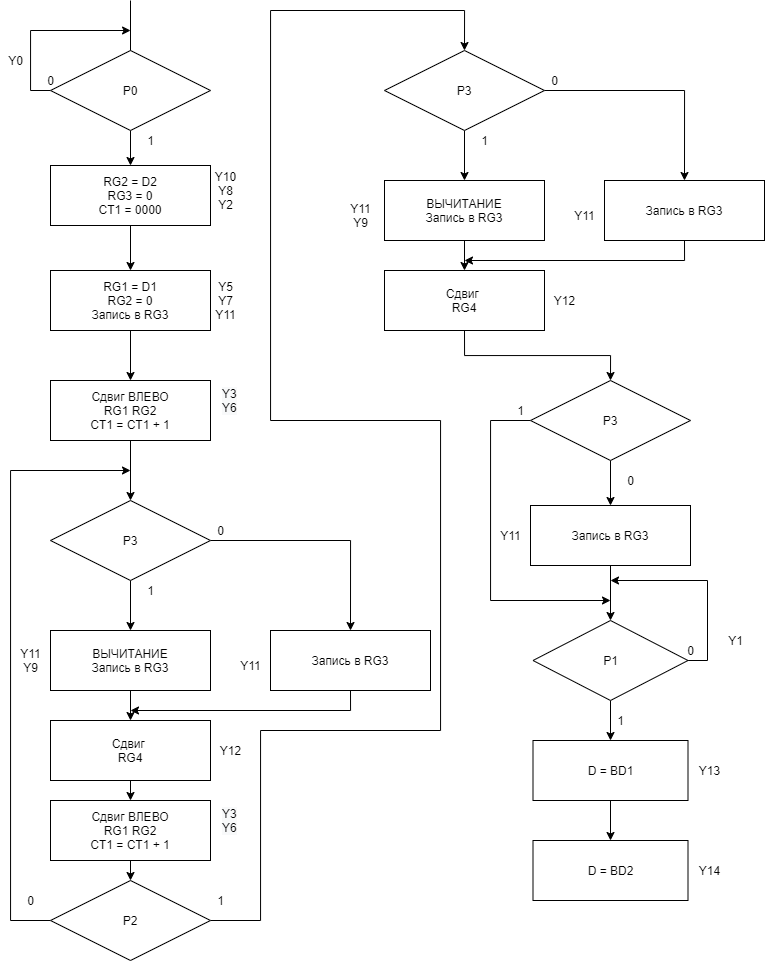 Y0
0
P0
1
RG2 = D2
RG3 = 0
CT1 = 0000
Y10
Y8
Y2
RG1 = D1
RG2 = 0
Запись в RG3
Y5
Y7
Y11
Сдвиг ВЛЕВО
RG1 RG2
CT1 = CT1 + 1
Y3
Y6
P3
0
1
Y11
Y9
ВЫЧИТАНИЕ
Запись в RG3
Y11
Запись в RG3
Сдвиг
RG4
Y12
Сдвиг ВЛЕВО
RG1 RG2
CT1 = CT1 + 1
Y3
Y6
0
P2
1
P3
0
1
Y11
Y9
ВЫЧИТАНИЕ
Запись в RG3
Y11
Запись в RG3
Сдвиг
RG4
Y12
1
P3
0
Y11
Запись в RG3
P1
0
Y1
1
D = BD1
Y13
D = BD2
Y14